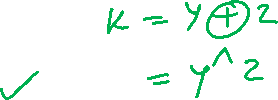 K = y ⊕ 2
✓ = y ^ 2